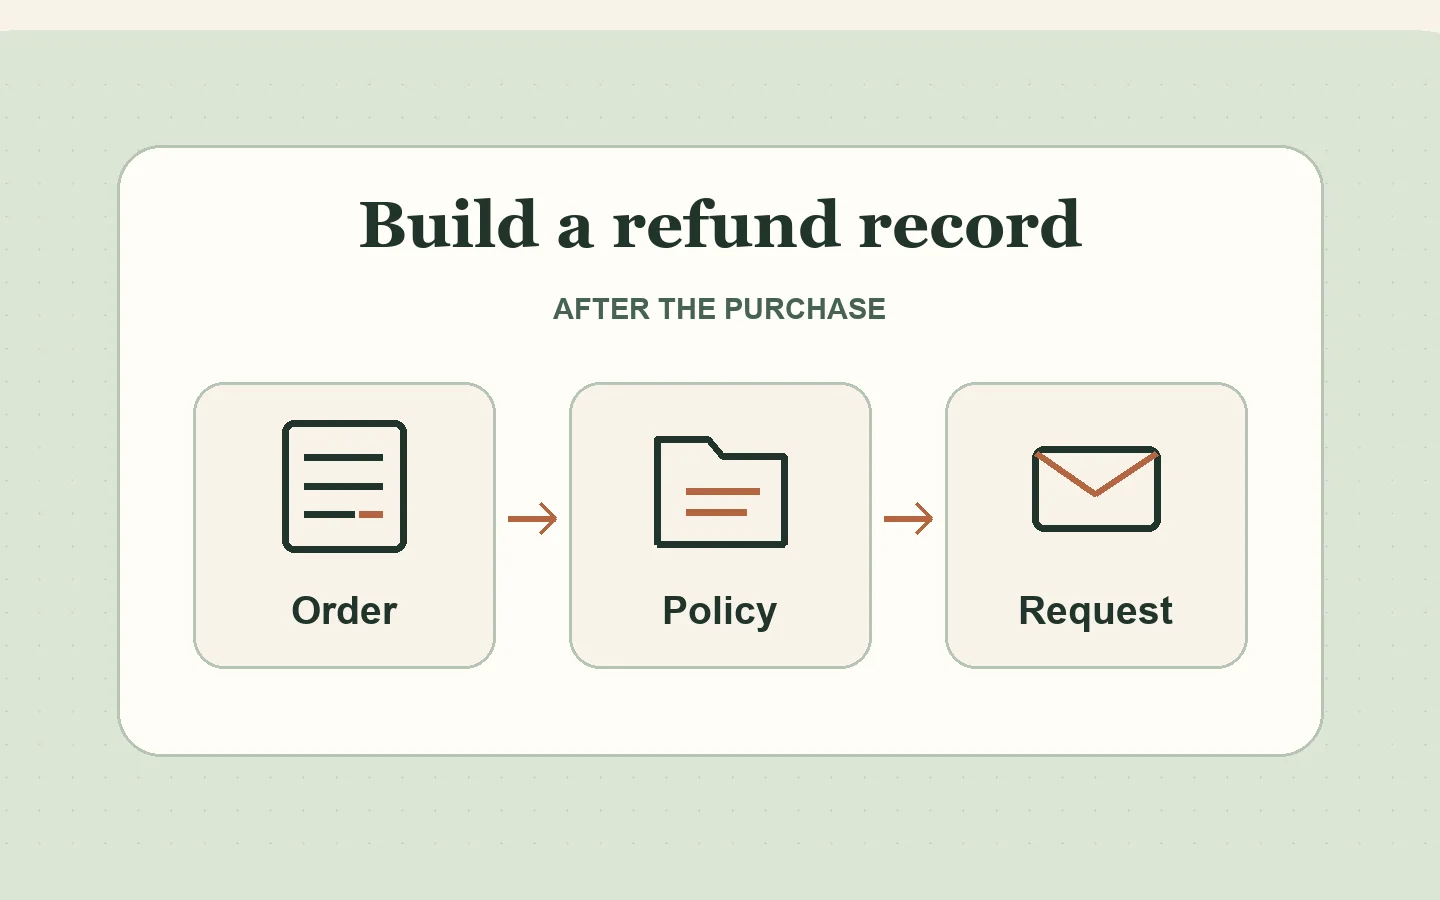 Build a refund record
AFTER THE PURCHASE
Order
Policy
Request